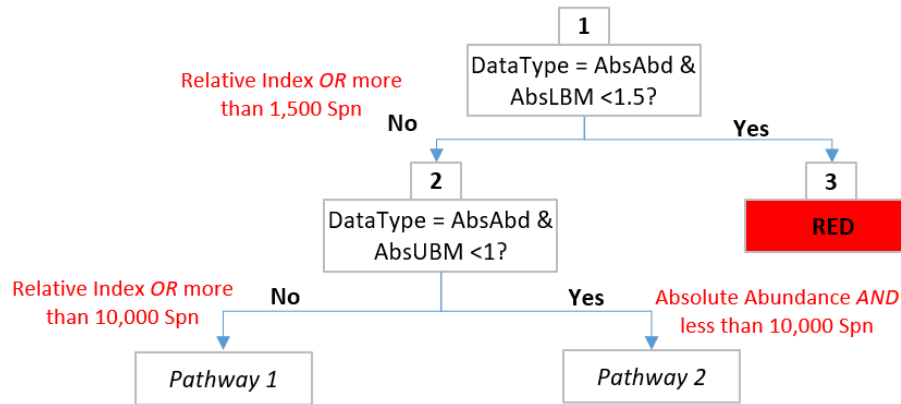 1
DataType = AbsAbd &
AbsLBM <1.5?
Relative Index OR more
than 1,500 Spn
No
Yes
2
DataType = AbsAbd &
AbsUBM <1?
3
RED
Relative Index OR more
than 10,000 Spn
No
Yes
Absolute Abundance AND
less than 10,000 Spn
Pathway 1
Pathway 2